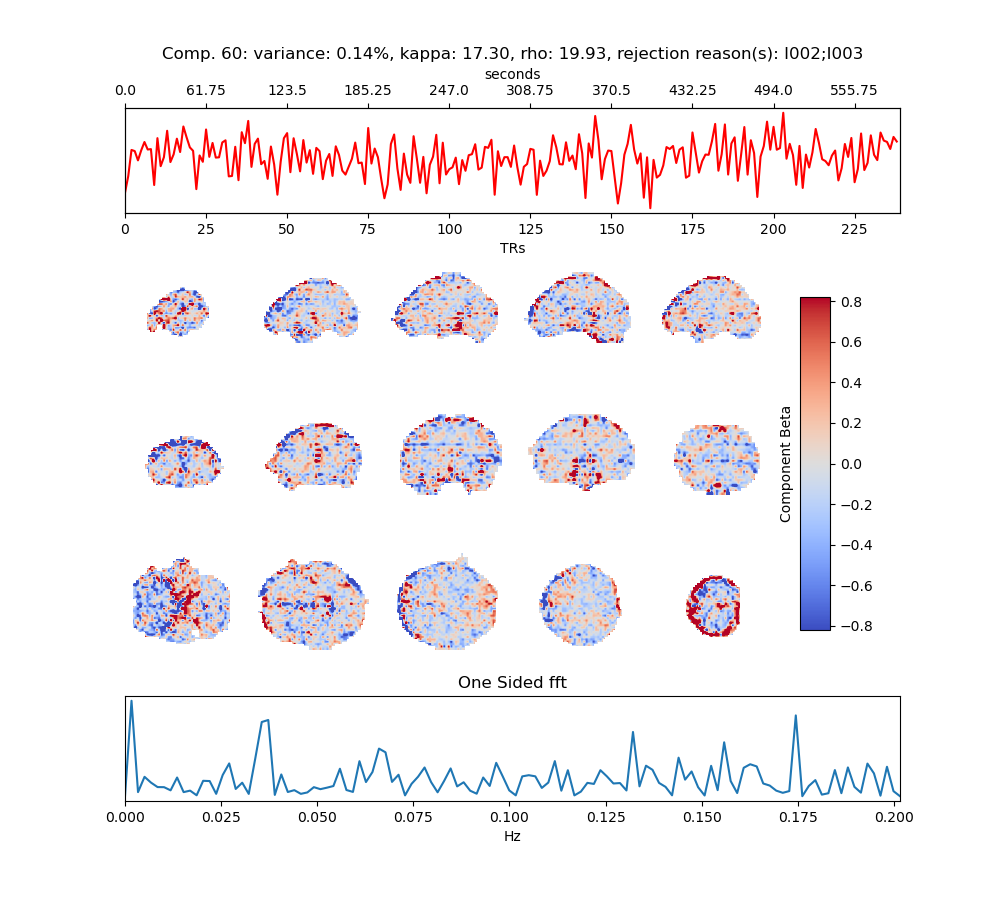 Comp. 60: variance: 0.14%, kappa: 17.30, rho: 19.93, rejection reason(s): I002;I003
seconds
0.0 61.75 123.5 185.25 247.0 308.75 370.5 432.25 494.0 555.75
0 25 50 75 100 125 150 175 200 225
TRs
0.8
0.6
0.4
0.2
0.0
−0.2
−0.4
−0.6
−0.8
Component Beta
One Sided fft
0.000 0.025 0.050 0.075 0.100 0.125 0.150 0.175 0.200
Hz